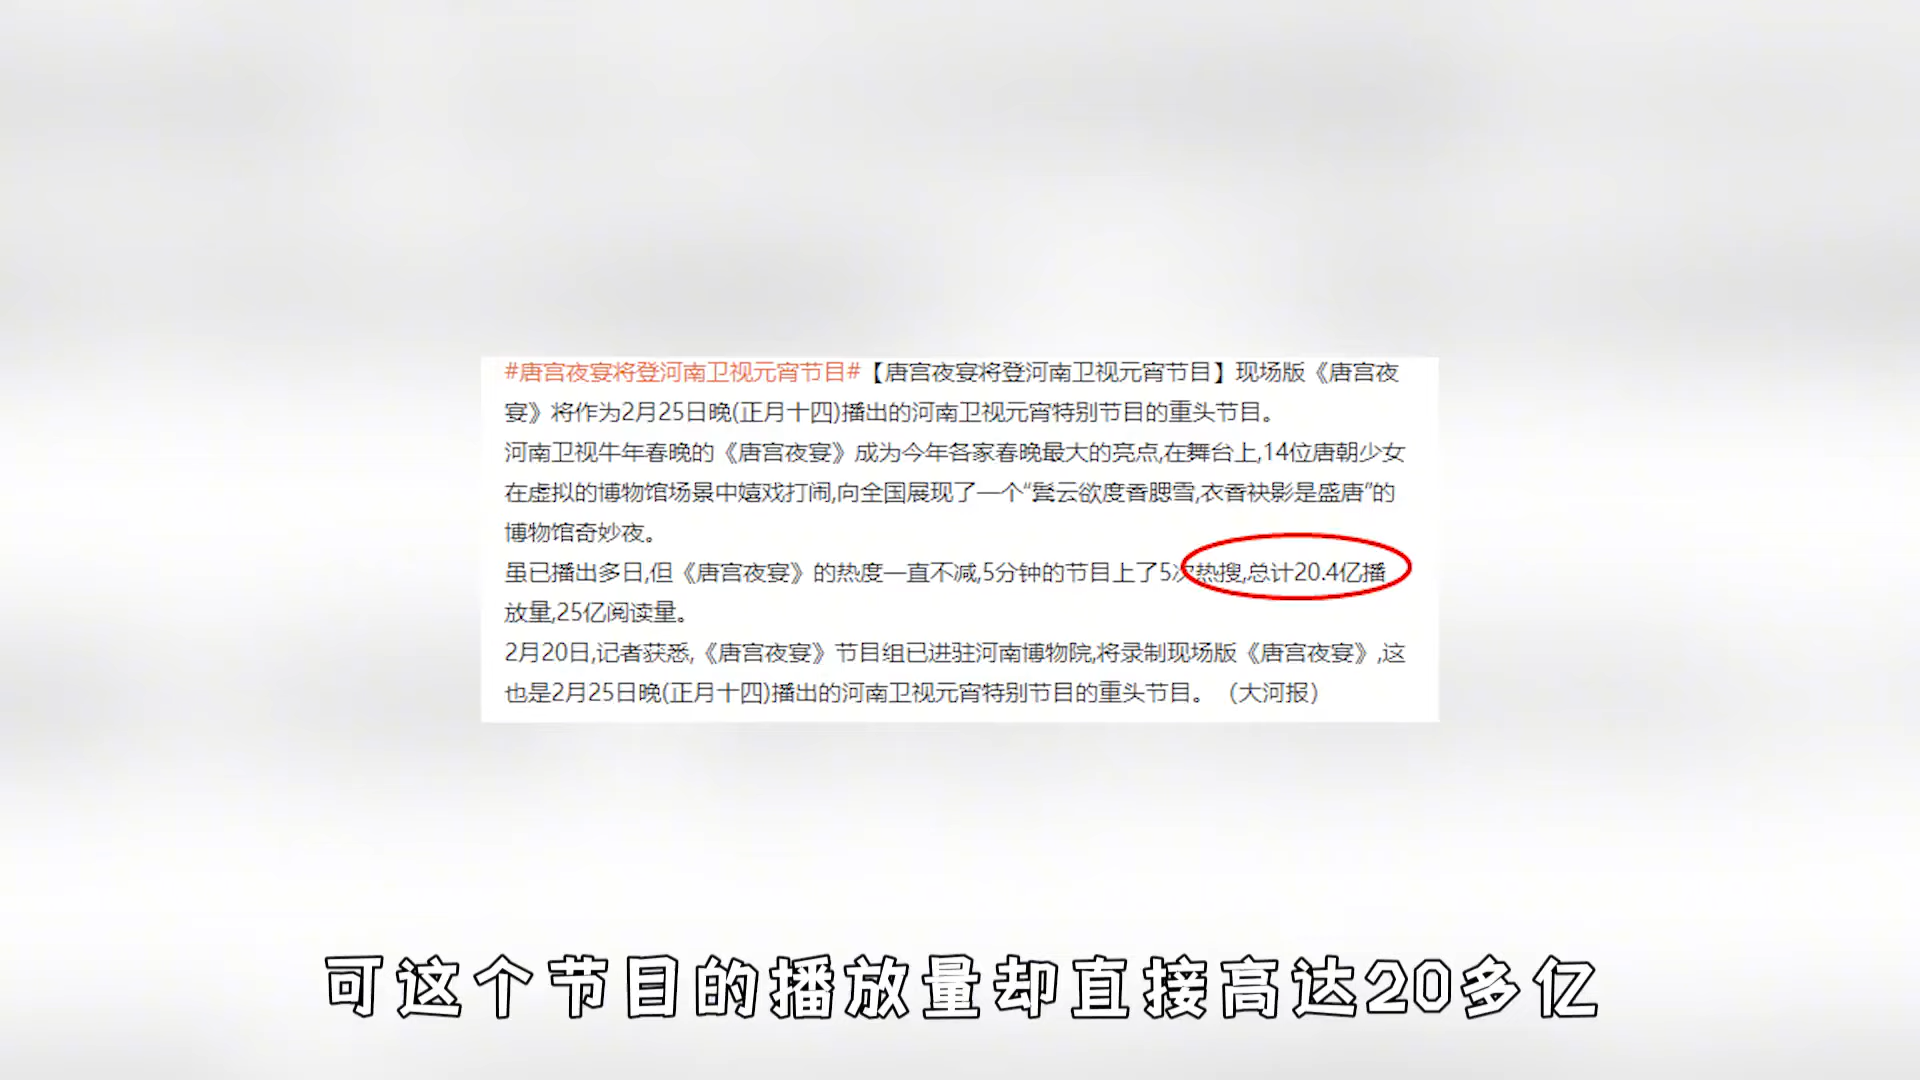 #唐宫夜宴将登河南卫视元宵节目#【唐宫夜宴将登河南卫视元宵节目】现场版《唐宫夜
宴》将作为2月25日晚(正月十四)播出的河南卫视元宵特别节目的重头节目。
河南卫视牛年春晚的《唐宫夜宴》成为今年各家春晚最大的亮点,在舞台上,14位唐朝少女
在虚拟的博物馆场景中嬉戏打闹,向全国展现了一个“鬓云欲度香腮雪,衣香袂影是盛唐”的
博物馆奇妙夜。
虽已播出多日,但《唐宫夜宴》的热度一直不减,5分钟的节目上了5次热搜,总计20.4亿播
放量,25亿阅读量。
2月20日,记者获悉,《唐宫夜宴》节目组已进驻河南博物院,将录制现场版《唐宫夜宴》,这
也是2月25日晚(正月十四)播出的河南卫视元宵特别节目的重头节目。（大河报）
可这个节目的播放量却直接高达20多亿